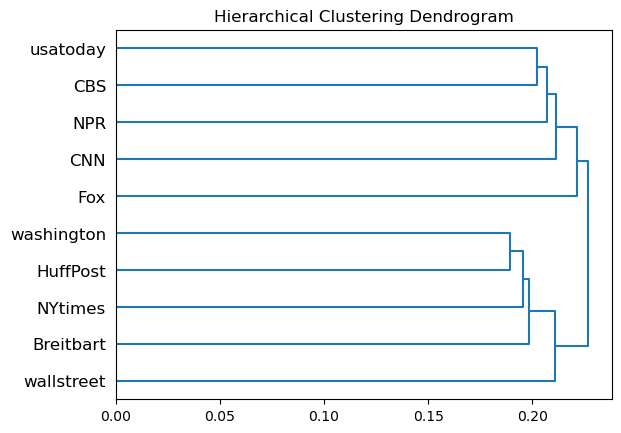 Hierarchical Clustering Dendrogram
usatoday
CBS
NPR
CNN
Fox
washington
HuffPost
NYtimes
Breitbart
wallstreet
0.00 0.05 0.10 0.15 0.20